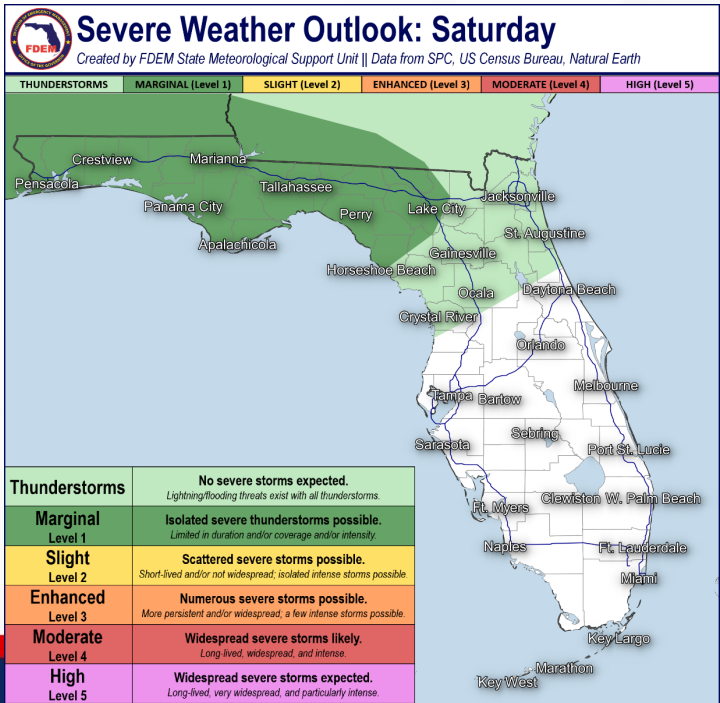 FDEM
Severe Weather Outlook: Saturday
Created by FDEM State Meteorological Support Unit || Data from SPC, US Census Bureau, Natural Earth
THUNDERSTORMS
MARGINAL (Level 1)
SLIGHT (Level 2)
ENHANCED (Level 3)
MODERATE (Level 4)
HIGH (Level 5)
Crestview
Marianna
Pensacola
Tallahassee
Jacksonville
Panama City
Perry
Lake City
Apalachicola
St. Augustine
Gainesville
Horseshoe Beach
Ocala
Daytona Beach
Crystal River
Orlando
Melbourne
Tampa
Bartow
Sebring
Sarasota
Port St. Lucie
Clewiston
W. Palm Beach
Ft. Myers
Naples
Ft. Lauderdale
Miami
Key Largo
Marathon
Key West
Thunderstorms
No severe storms expected.
Lightning/flooding threats exist with all thunderstorms.
Marginal
Level 1
Isolated severe thunderstorms possible.
Limited in duration and/or coverage and/or intensity.
Slight
Level 2
Scattered severe storms possible.
Short-lived and/or not widespread; isolated intense storms possible
Enhanced
Level 3
Numerous severe storms possible.
More persistent and/or widespread; a few intense storms possible.
Moderate
Level 4
Widespread severe storms likely.
Long-lived, widespread, and intense.
High
Level 5
Widespread severe storms expected.
Long-lived, very widespread, and particularly intense.